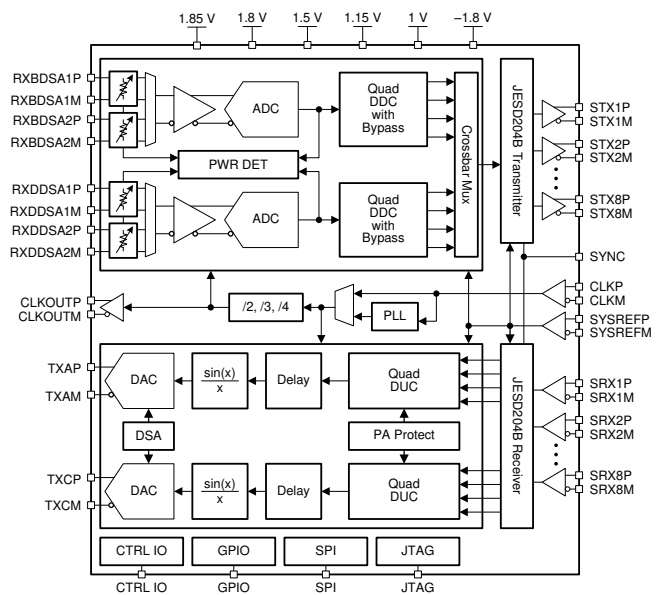 1.85 V
1.8 V
1.5 V
1.15 V
1 V
–1.8 V
RXBDSA1P
RXBDSA1M
RXBDSA2P
RXBDSA2M
RXDDSA1P
RXDDSA1M
RXDDSA2P
RXDDSA2M
ADC
PWR DET
ADC
Quad
DDC
with
Bypass
Quad
DDC
with
Bypass
Crossbar Mux
JESD204B Transmitter
STX1P
STX1M
STX2P
STX2M
STX8P
STX8M
SYNC
CLKP
CLKM
SYSREFP
SYSREFM
CLKOUTP
CLKOUTM
/2, /3, /4
PLL
TXAP
TXAM
DAC
sin(x)
x
Delay
Quad
DUC
DSA
PA Protect
TXCP
TXCM
DAC
sin(x)
x
Delay
Quad
DUC
JESD204B Receiver
SRX1P
SRX1M
SRX2P
SRX2M
SRX8P
SRX8M
CTRL IO
GPIO
SPI
JTAG
CTRL IO
GPIO
SPI
JTAG